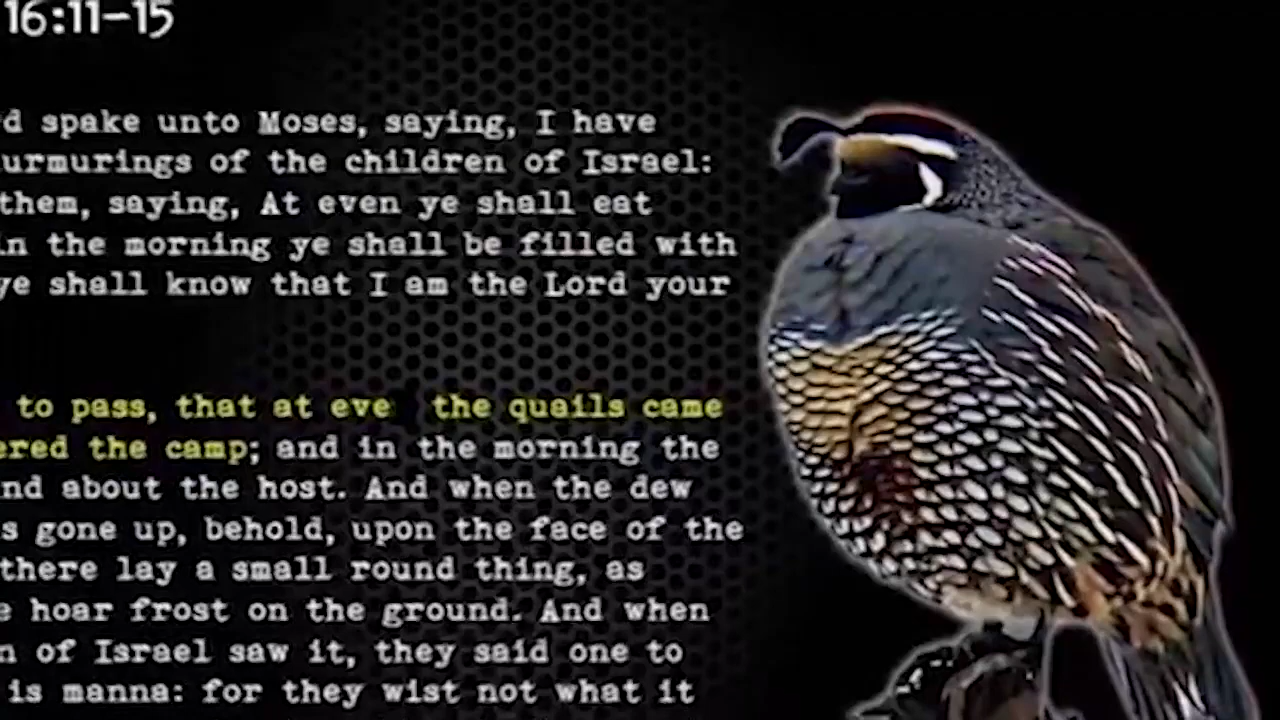 16:11-15
d spake unto Moses, saying, I have
urmurings of the children of Israel:
them, saying, At even ye shall eat
in the morning ye shall be filled with
ye shall know that I am the Lord your
to pass, that at eve the quails came
ered the camp; and in the morning the
nd about the host. And when the dew
s gone up, behold, upon the face of the
there lay a small round thing, as
e hoar frost on the ground. And when
n of Israel saw it, they said one to
is manna: for they wist not what it